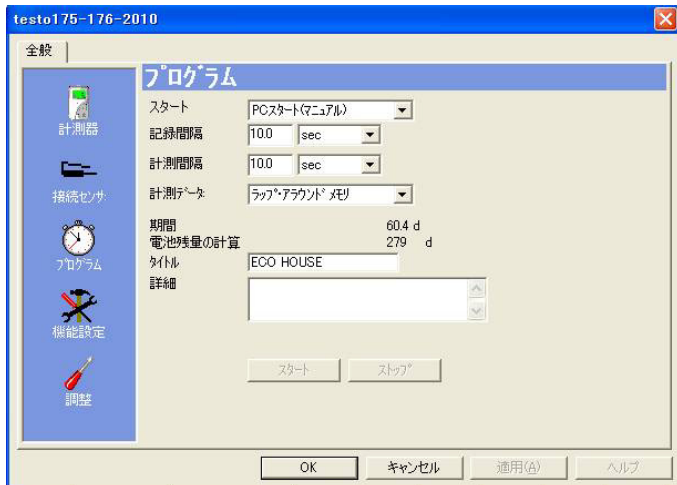 testo175-176-2010
全般
計測器
接続センサ
プログラム
機能設定
調整
プログラム
スタート PCスタート(マニュアル)
記録間隔 10.0 sec
計測間隔 10.0 sec
計測データ ラップ・アラウンド メモリ
期間 60.4 d
電池残量の計算 279 d
タイトル ECO HOUSE
詳細
スタート ストップ
OK キャンセル 適用(A) ヘルプ